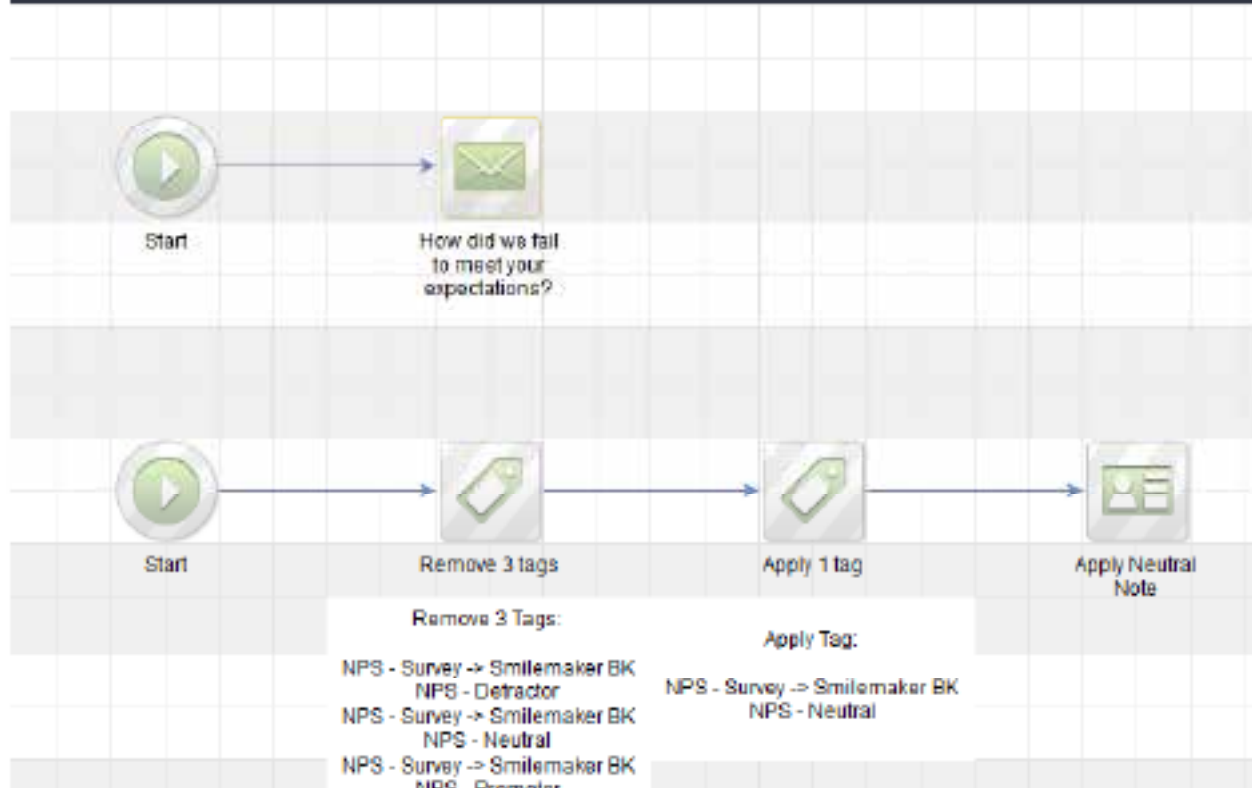 Start
How did we fail
to meet your
expectations?
Start
Remove 3 tags
Apply 1 tag
Apply Neutral
Note
Remove 3 Tags:
NPS - Survey -> Smilemaker BK
NPS - Detractor
NPS - Survey -> Smilemaker BK
NPS - Neutral
NPS - Survey -> Smilemaker BK
NPS - Promoter
Apply Tag:
NPS - Survey -> Smilemaker BK
NPS - Neutral